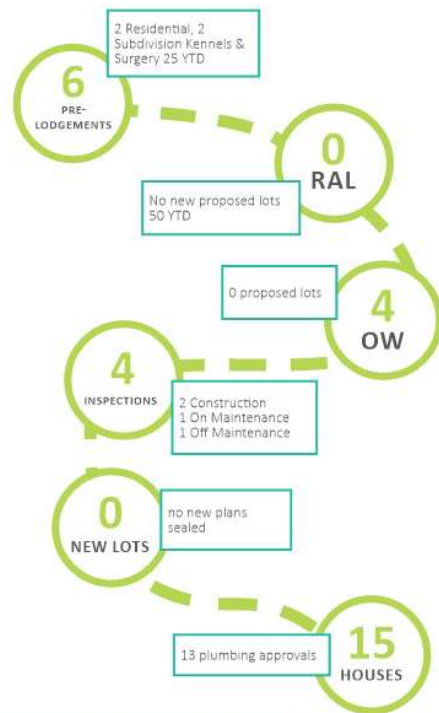 2 Residential, 2
Subdivision Kennels &
Surgery 25 YTD
6
PRE-
LODGEMENTS
0
RAL
No new proposed lots
50 YTD
0 proposed lots
4
OW
4
INSPECTIONS
2 Construction
1 On Maintenance
1 Off Maintenance
0
NEW LOTS
no new plans
sealed
13 plumbing approvals
15
HOUSES